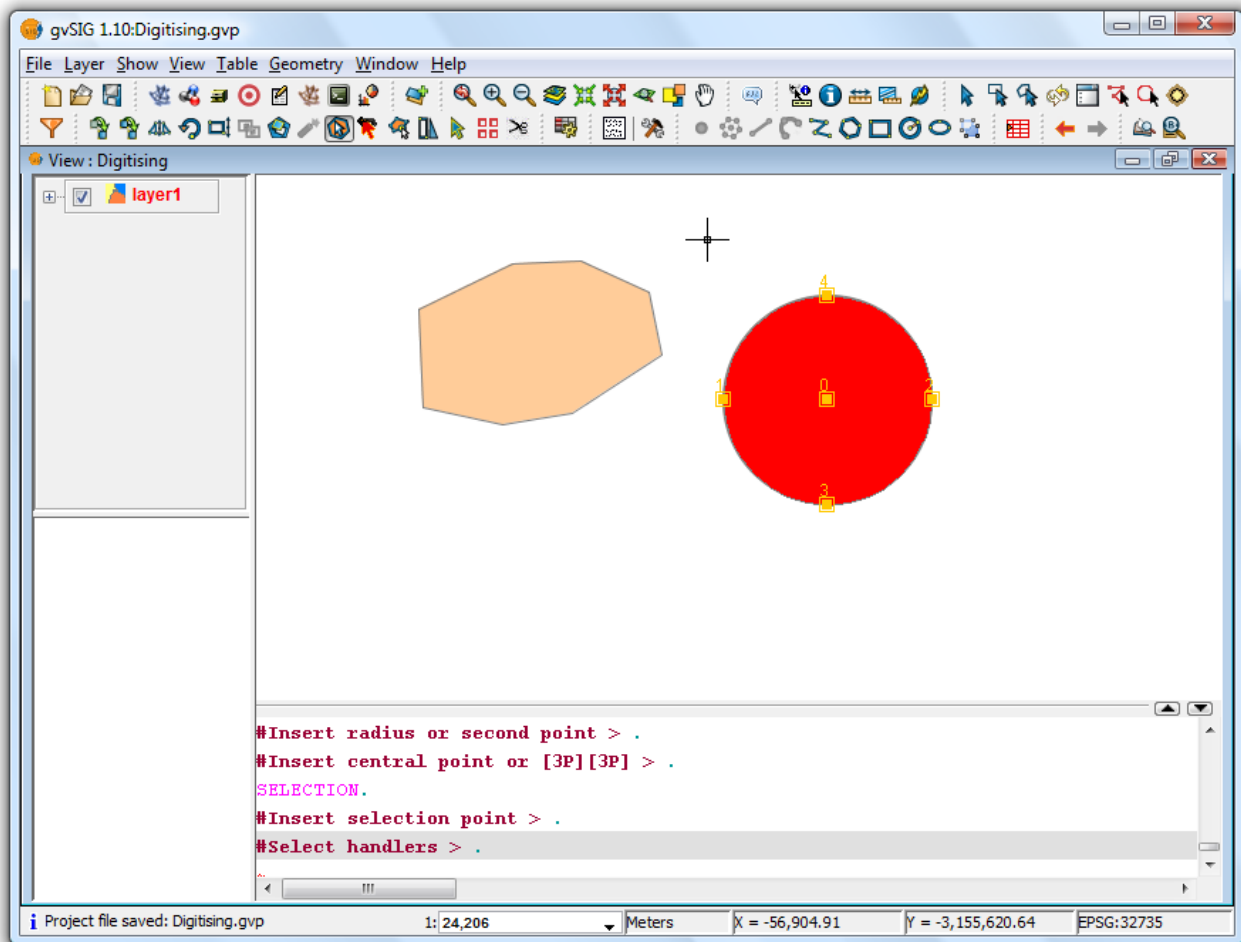 gvSIG 1.10:Digitising.gvp
File Layer Show View Table Geometry Window Help
View : Digitising
layer1
4
1 0 2
3
#Insert radius or second point > .
#Insert central point or [3P][3P] > .
SELECTION.
#Insert selection point > .
#Select handlers > .
Project file saved: Digitising.gvp 1: 24,206 Meters X = -56,904.91 Y = -3,155,620.64 EPSG:32735